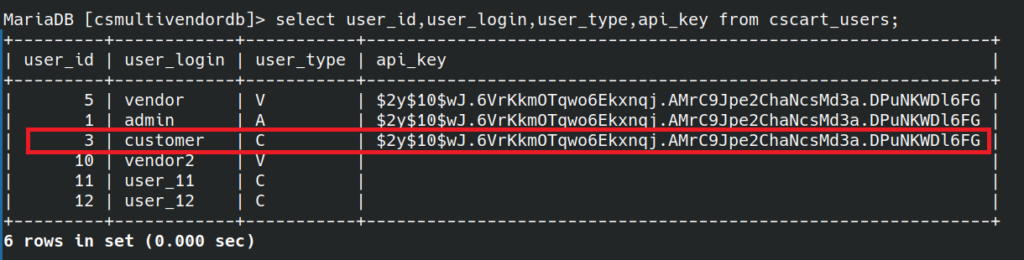 MariaDB [csmultivendordb]> select user_id,user_login,user_type,api_key from cscart_users;
+---------+------------+-----------+--------------------------------------------------------------+
| user_id | user_login | user_type | api_key                                                      |
+---------+------------+-----------+--------------------------------------------------------------+
|       5 | vendor     | V         | $2y$10$wJ.6VrKkmOTqwo6Ekxnqj.AMrC9Jpe2ChaNcsMd3a.DPuNKWDl6FG |
|       1 | admin      | A         | $2y$10$wJ.6VrKkmOTqwo6Ekxnqj.AMrC9Jpe2ChaNcsMd3a.DPuNKWDl6FG |
|       3 | customer   | C         | $2y$10$wJ.6VrKkmOTqwo6Ekxnqj.AMrC9Jpe2ChaNcsMd3a.DPuNKWDl6FG |
|      10 | vendor2    | V         |                                                              |
|      11 | user_11    | C         |                                                              |
|      12 | user_12    | C         |                                                              |
+---------+------------+-----------+--------------------------------------------------------------+
6 rows in set (0.000 sec)